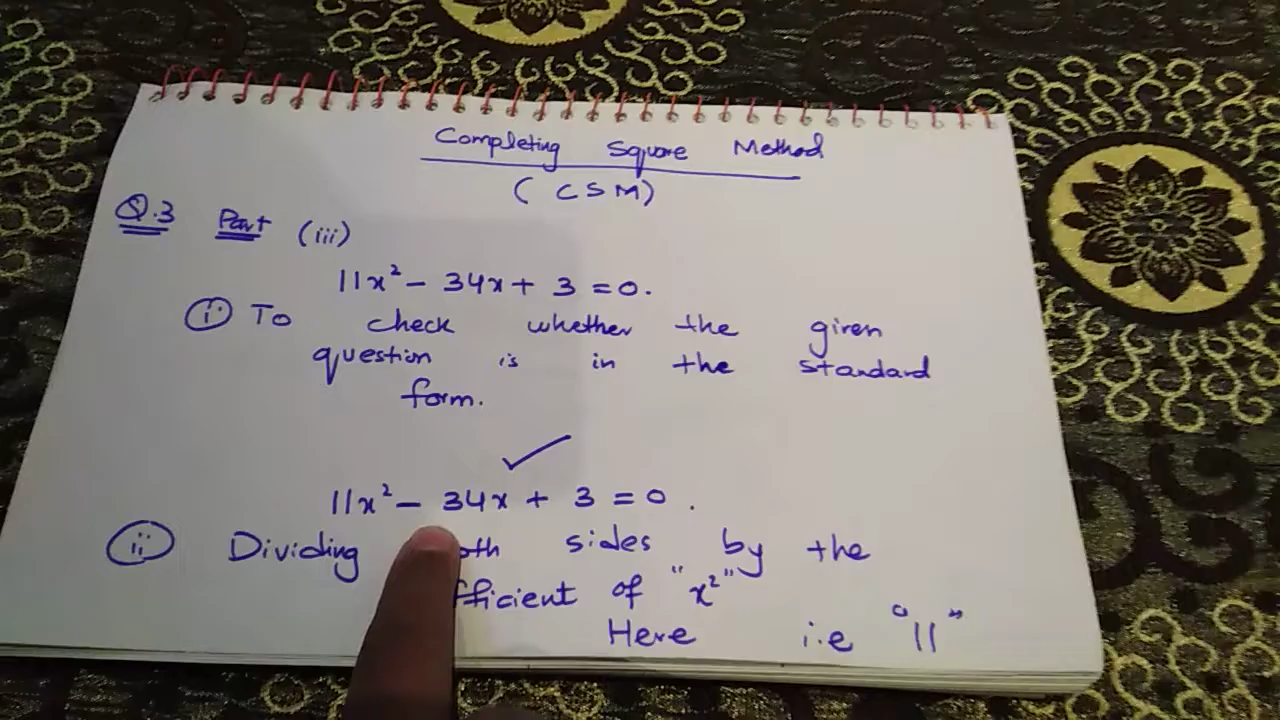 Completing Square Method
(CSM)
Q.3 Part (iii)
11x² - 34x + 3 = 0.
(i) To check whether the given
question is in the standard
form.
✓
11x² - 34x + 3 = 0.
(ii) Dividing sides by the
of "x²"
Here i.e "11"